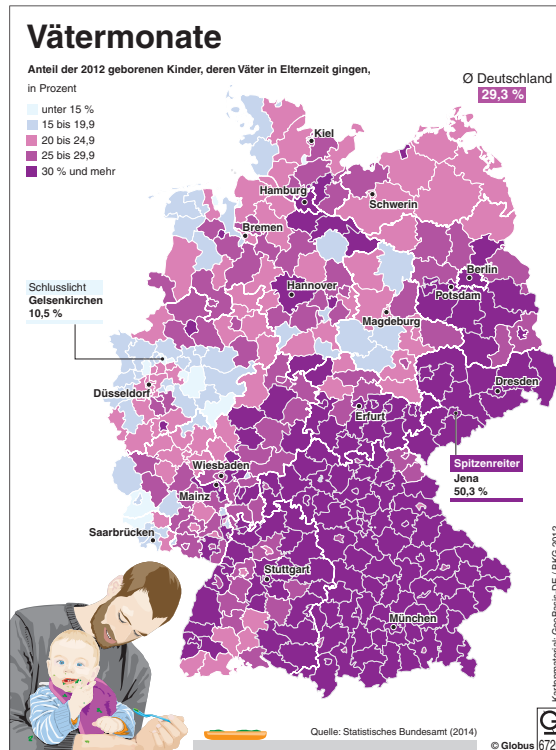 Vätermonate
Anteil der 2012 geborenen Kinder, deren Väter in Elternzeit gingen,
in Prozent
unter 15 %
15 bis 19,9
20 bis 24,9
25 bis 29,9
30 % und mehr
Ø Deutschland
29,3 %
Kiel
Hamburg
Schwerin
Bremen
Berlin
Hannover
Potsdam
Magdeburg
Schlusslicht
Gelsenkirchen
10,5 %
Düsseldorf
Dresden
Erfurt
Spitzenreiter
Jena
50,3 %
Wiesbaden
Mainz
Saarbrücken
Stuttgart
München
Quelle: Statistisches Bundesamt (2014)
© Globus
672